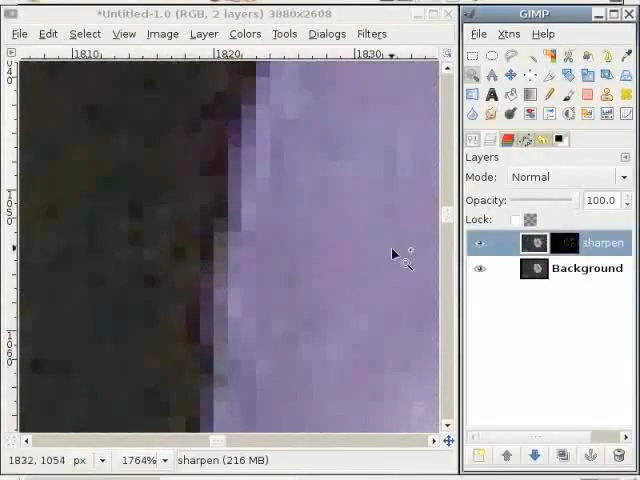 *Untitled-1.0 (RGB, 2 layers) 3880x2608
File Edit Select View Image Layer Colors Tools Dialogs Filters
1810 1820 1830
1050
1060
1832, 1054 px 1764% sharpen (216 MB)
GIMP
File Xtns Help
Layers
Mode: Normal
Opacity: 100.0
Lock:
sharpen
Background